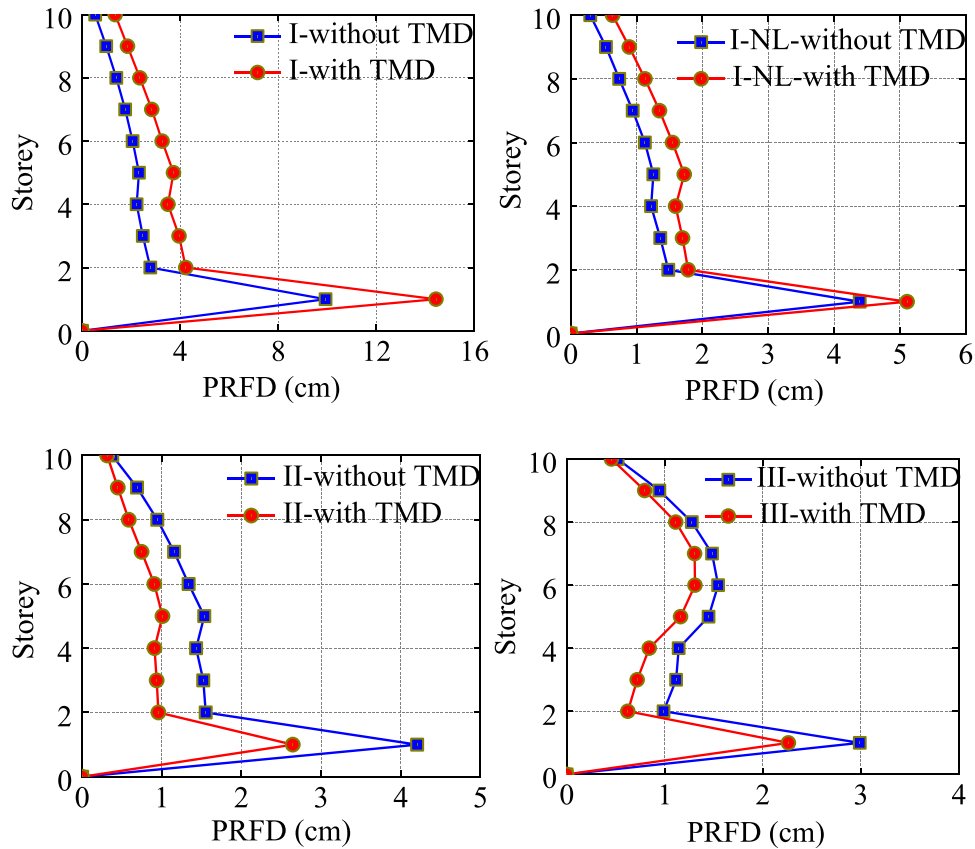 10
8
6
4
2
0
Storey
I-without TMD
I-with TMD
0
4
8
12
16
PRFD (cm)
10
8
6
4
2
0
Storey
I-NL-without TMD
I-NL-with TMD
0
1
2
3
4
5
6
PRFD (cm)
10
8
6
4
2
0
Storey
II-without TMD
II-with TMD
0
1
2
3
4
5
PRFD (cm)
10
8
6
4
2
0
Storey
III-without TMD
III-with TMD
0
1
2
3
4
PRFD (cm)